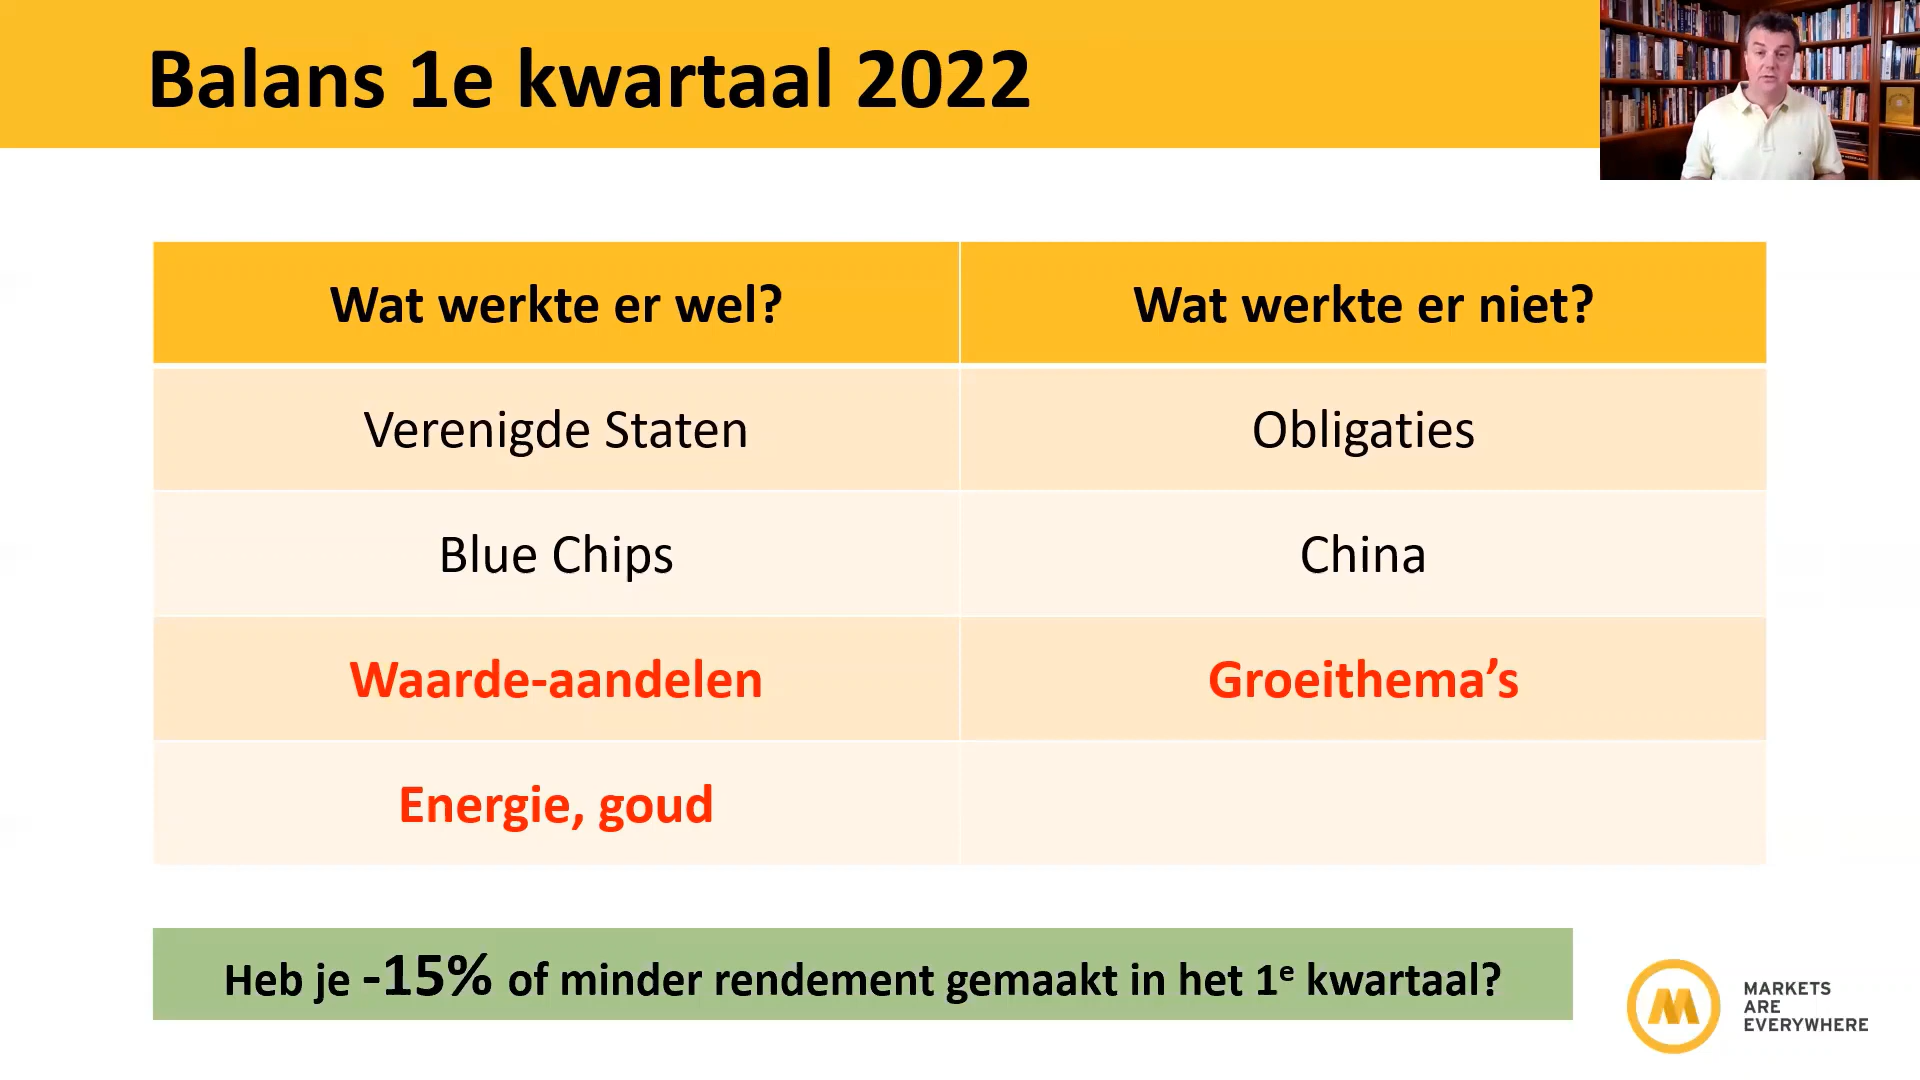 Balans 1e kwartaal 2022
Wat werkte er wel?
Wat werkte er niet?
Verenigde Staten
Obligaties
Blue Chips
China
Waarde-aandelen
Groeithema’s
Energie, goud
Heb je -15% of minder rendement gemaakt in het 1e kwartaal?
MARKETS
ARE
EVERYWHERE